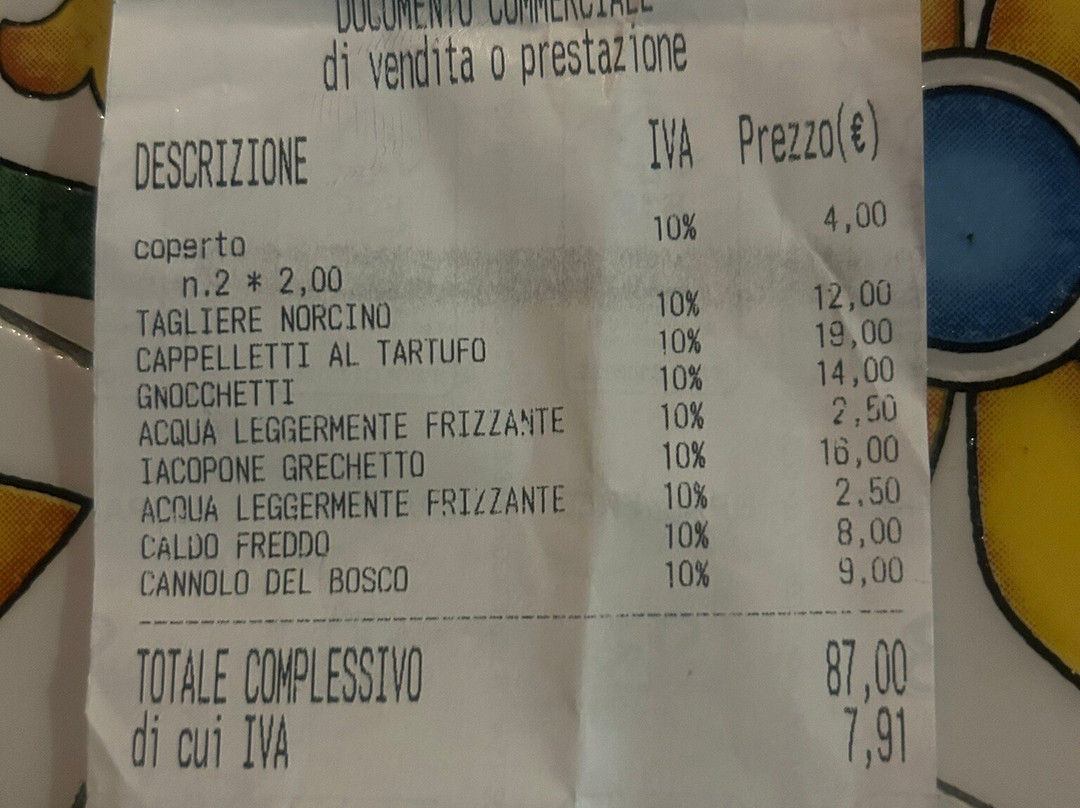 DOCUMENTO COMMERCIALE
di vendita o prestazione
DESCRIZIONE IVA Prezzo(€)
coperto 10% 4,00
n.2 * 2,00
TAGLIERE NORCINO 10% 12,00
CAPPELLETTI AL TARTUFO 10% 19,00
GNOCCHETTI 10% 14,00
ACQUA LEGGERMENTE FRIZZANTE 10% 2,50
IACOPONE GRECHETTO 10% 16,00
ACQUA LEGGERMENTE FRIZZANTE 10% 2,50
CALDO FREDDO 10% 8,00
CANNOLO DEL BOSCO 10% 9,00
TOTALE COMPLESSIVO 87,00
di cui IVA 7,91